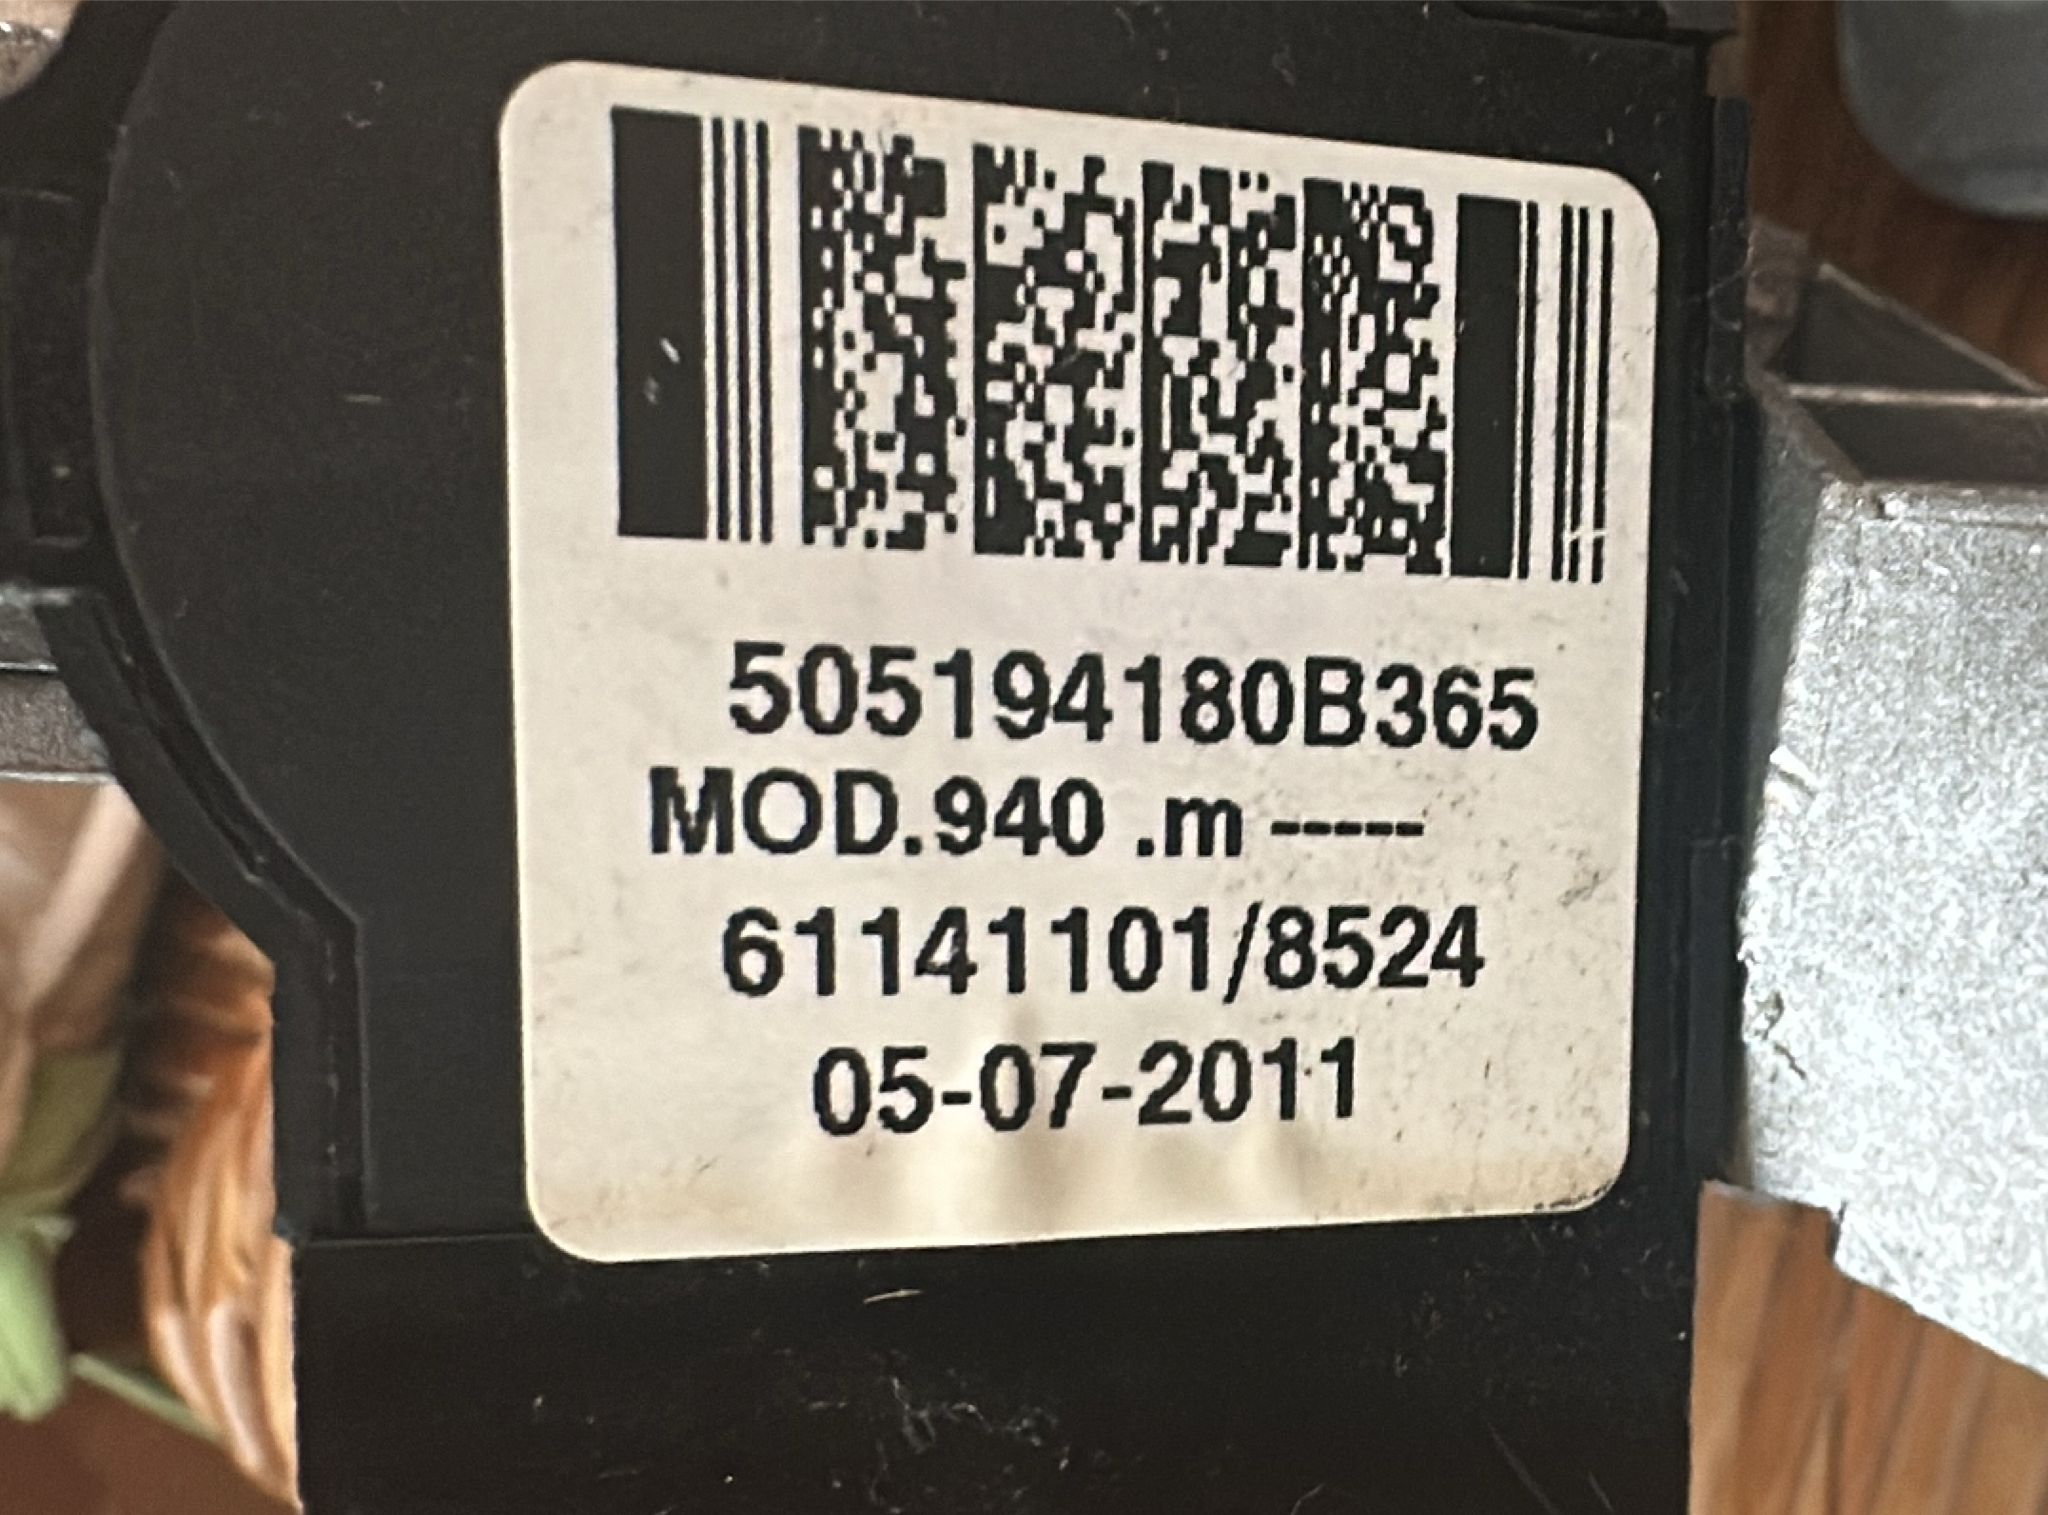 505194180B365
MOD.940 .m -----
61141101/8524
05-07-2011